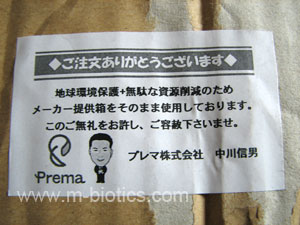 ◆ご注文ありがとうございます◆
地球環境保護+無駄な資源削減のため
メーカー提供箱をそのまま使用しております。
このご無礼をお許し、ご容赦下さいませ。
Prema
プレマ株式会社 中川信男
www.m-biotics.com